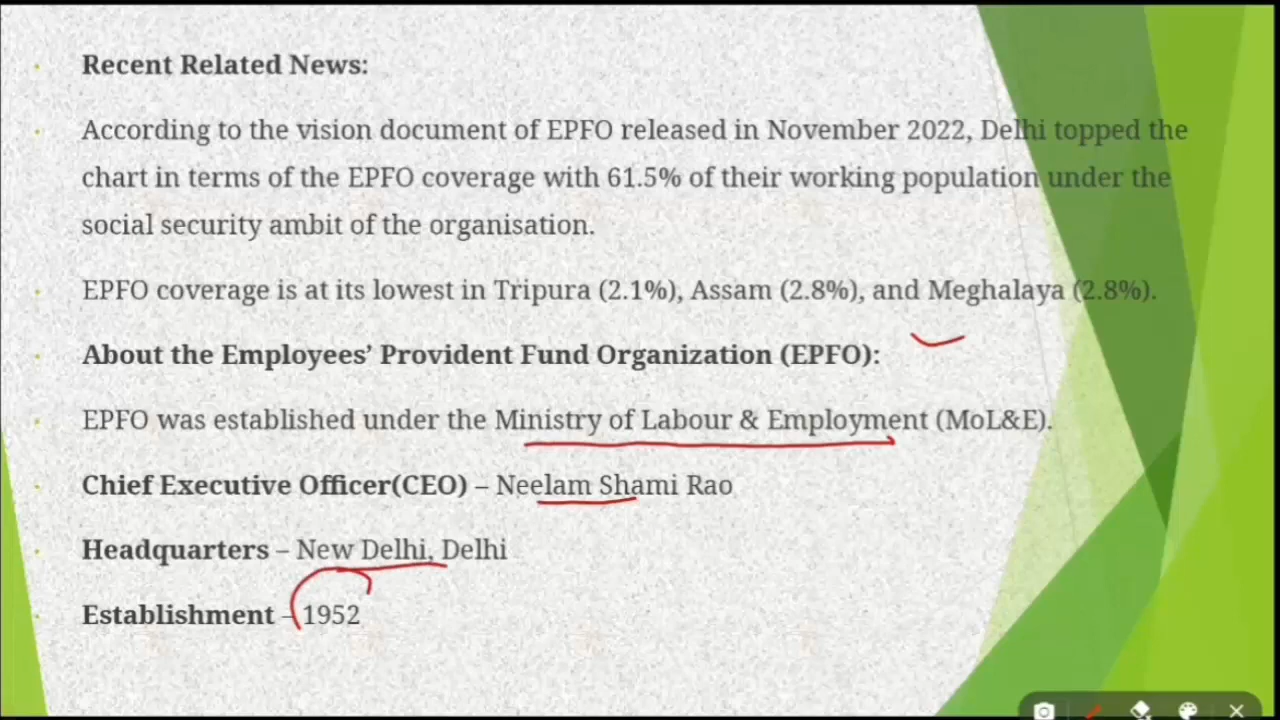 Recent Related News:
According to the vision document of EPFO released in November 2022, Delhi topped the
chart in terms of the EPFO coverage with 61.5% of their working population under the
social security ambit of the organisation.
EPFO coverage is at its lowest in Tripura (2.1%), Assam (2.8%), and Meghalaya (2.8%).
About the Employees’ Provident Fund Organization (EPFO):
EPFO was established under the Ministry of Labour & Employment (MoL&E).
Chief Executive Officer(CEO) – Neelam Shami Rao
Headquarters – New Delhi, Delhi
Establishment – 1952